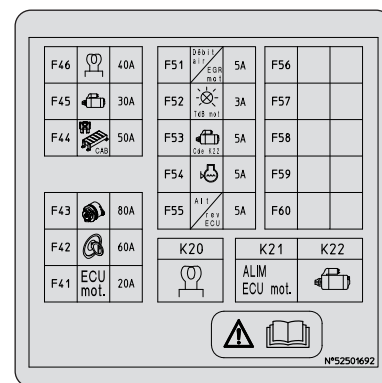 F46 40A
F45 30A
F44 CAB 50A
F43 80A
F42 60A
F41 ECU mot. 20A
F51 Débit air / EGR mot 5A
F52 TdB mot 3A
F53 Cde K22 5A
F54 5A
F55 Alt / rev ECU 5A
F56
F57
F58
F59
F60
K20
K21 K22
ALIM
ECU mot.
N°52501692